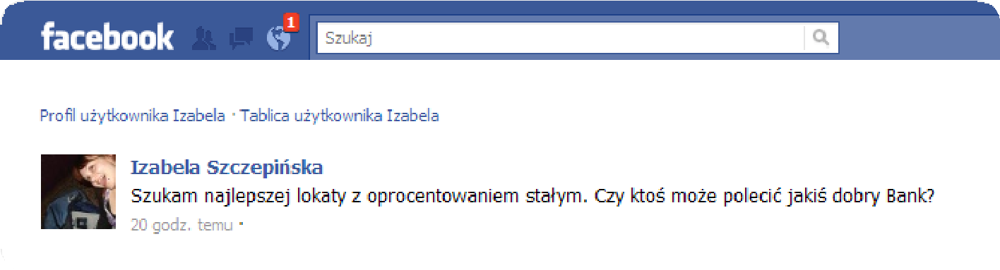 facebook
1
Szukaj
Profil użytkownika Izabela · Tablica użytkownika Izabela
Izabela Szczepińska
Szukam najlepszej lokaty z oprocentowaniem stałym. Czy ktoś może polecić jakiś dobry Bank?
20 godz. temu ·